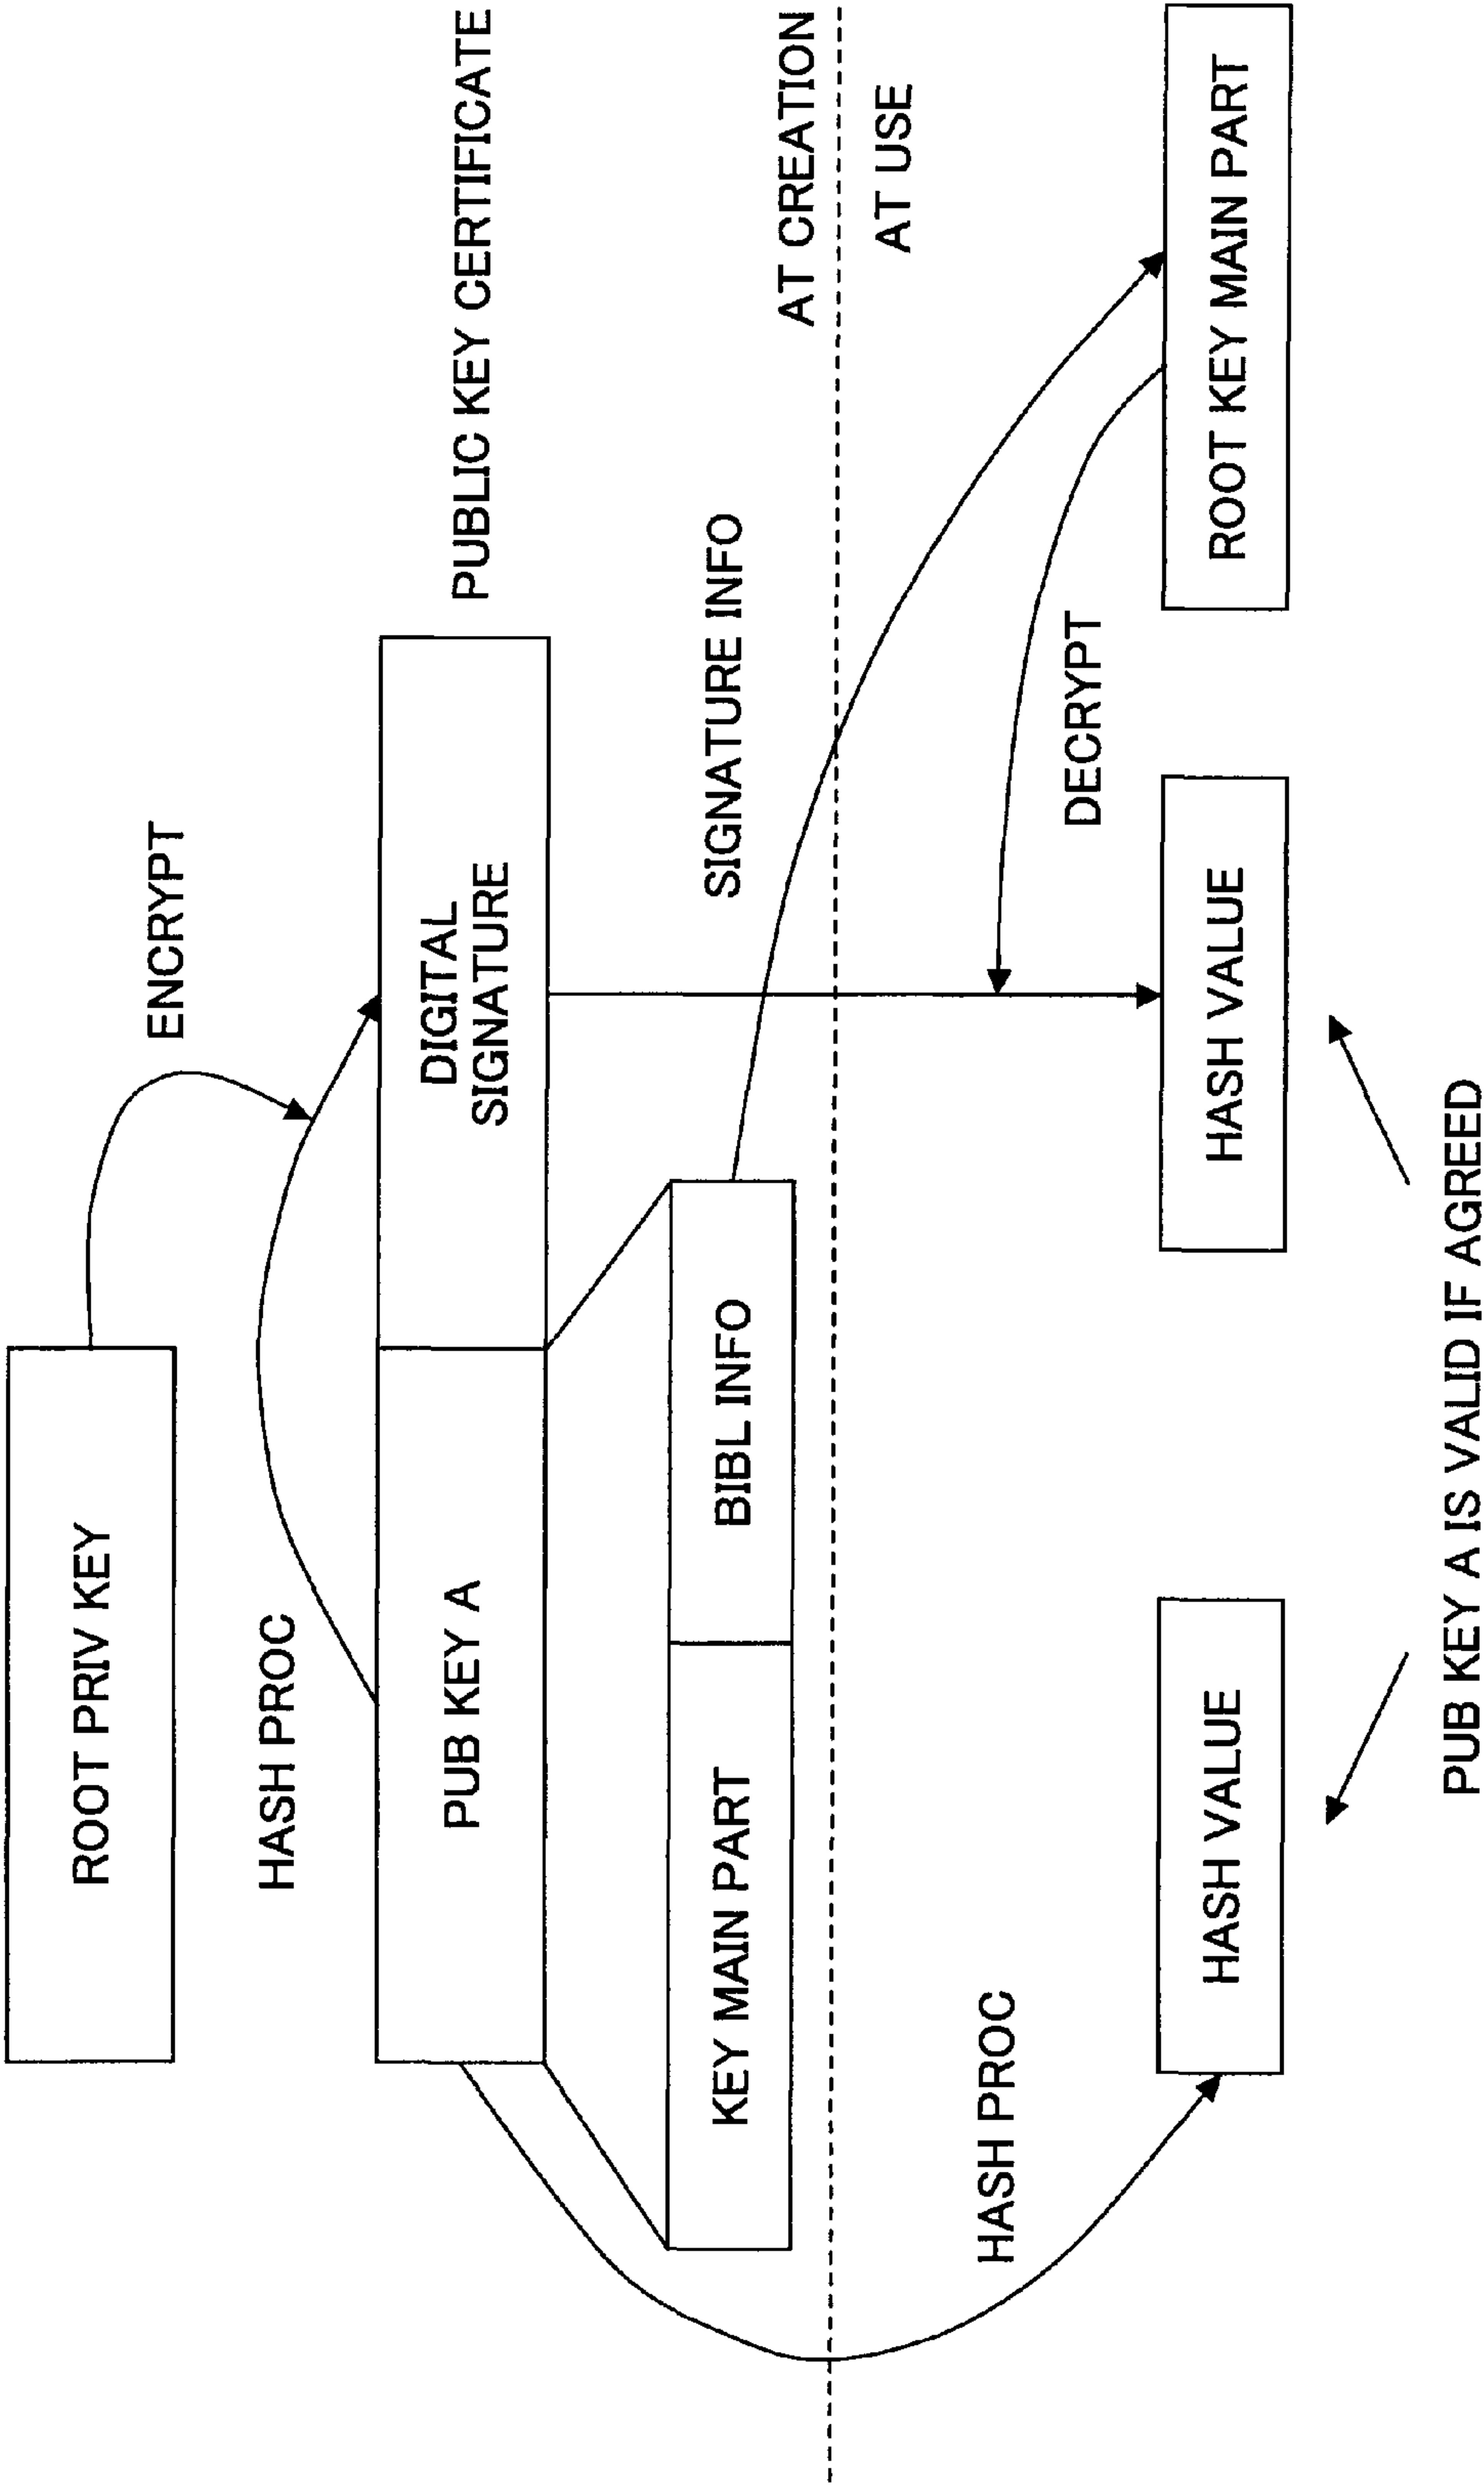 ROOT PRIV KEY
ENCRYPT
HASH PROC
PUB KEY A
DIGITAL
SIGNATURE
PUBLIC KEY CERTIFICATE
KEY MAIN PART
BIBL INFO
SIGNATURE INFO
AT CREATION
AT USE
HASH PROC
DECRYPT
HASH VALUE
HASH VALUE
ROOT KEY MAIN PART
PUB KEY A IS VALID IF AGREED